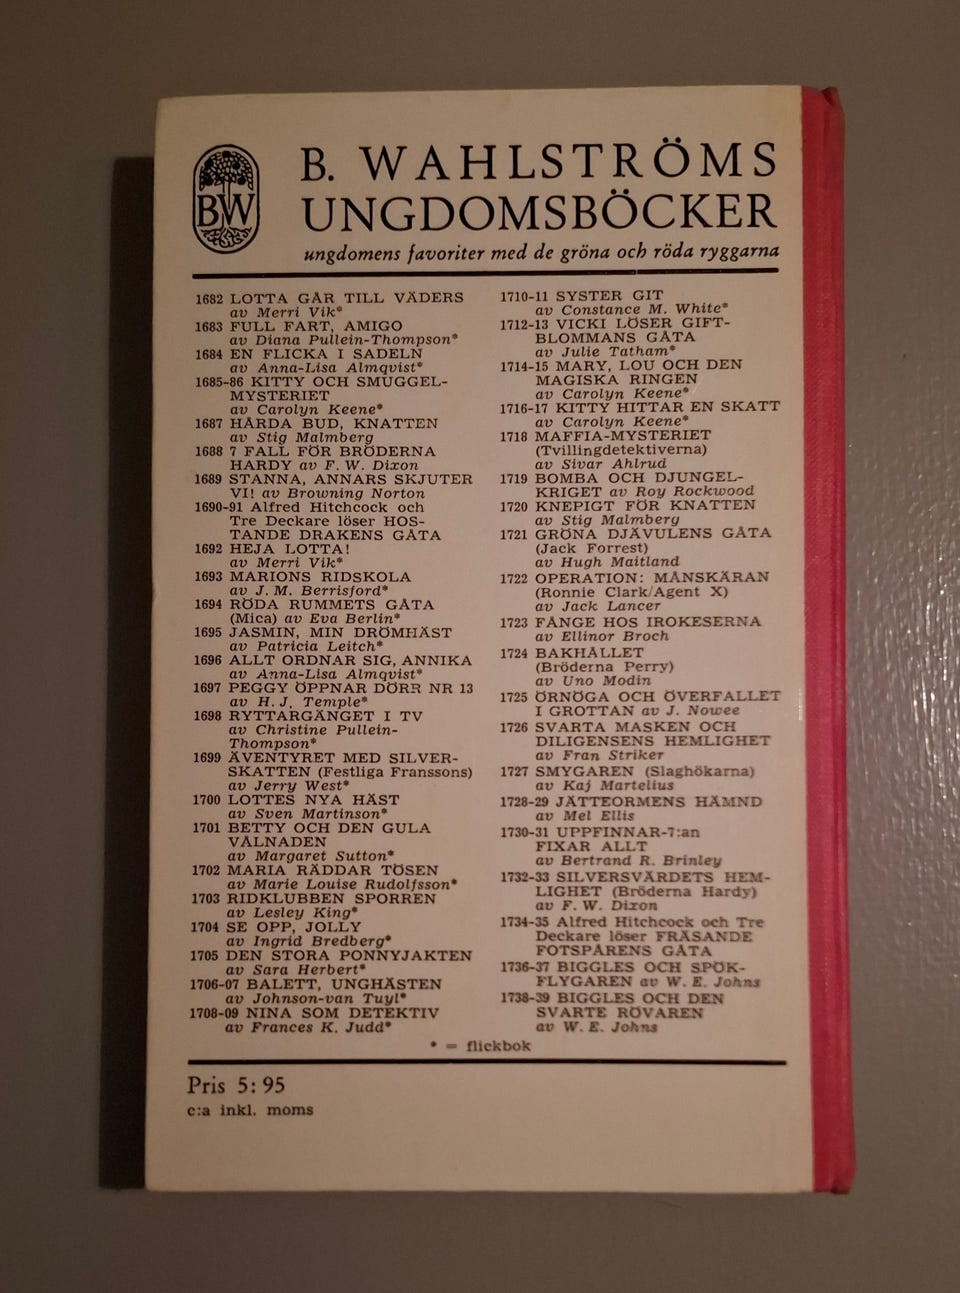 BW
B. WAHLSTRÖMS
UNGDOMSBÖCKER
ungdomens favoriter med de gröna och röda ryggarna
1682 LOTTA GÅR TILL VÄDERS
av Merri Vik*
1683 FULL FART, AMIGO
av Diana Pullein-Thompson*
1684 EN FLICKA I SADELN
av Anna-Lisa Almqvist*
1685-86 KITTY OCH SMUGGEL-
MYSTERIET
av Carolyn Keene*
1687 HÅRDA BUD, KNATTEN
av Stig Malmberg
1688 7 FALL FÖR BRÖDERNA
HARDY av F. W. Dixon
1689 STANNA, ANNARS SKJUTER
VI! av Browning Norton
1690-91 Alfred Hitchcock och
Tre Deckare löser HOS-
TANDE DRAKENS GÅTA
1692 HEJA LOTTA!
av Merri Vik*
1693 MARIONS RIDSKOLA
av J. M. Berrisford*
1694 RÖDA RUMMETS GÅTA
(Mica) av Eva Berlin*
1695 JASMIN, MIN DRÖMHÄST
av Patricia Leitch*
1696 ALLT ORDNAR SIG, ANNIKA
av Anna-Lisa Almqvist*
1697 PEGGY ÖPPNAR DÖRR NR 13
av H. J. Temple*
1698 RYTTARGÄNGET I TV
av Christine Pullein-
Thompson*
1699 ÄVENTYRET MED SILVER-
SKATTEN (Festliga Franssons)
av Jerry West*
1700 LOTTES NYA HÄST
av Sven Martinson*
1701 BETTY OCH DEN GULA
VÅLNADEN
av Margaret Sutton*
1702 MARIA RÄDDAR TÖSEN
av Marie Louise Rudolfsson*
1703 RIDKLUBBEN SPORREN
av Lesley King*
1704 SE OPP, JOLLY
av Ingrid Bredberg*
1705 DEN STORA PONNYJAKTEN
av Sara Herbert*
1706-07 BALETT, UNGHÄSTEN
av Johnson-van Tuyl*
1708-09 NINA SOM DETEKTIV
av Frances K. Judd*
1710-11 SYSTER GIT
av Constance M. White*
1712-13 VICKI LÖSER GIFT-
BLOMMANS GÅTA
av Julie Tatham*
1714-15 MARY, LOU OCH DEN
MAGISKA RINGEN
av Carolyn Keene*
1716-17 KITTY HITTAR EN SKATT
av Carolyn Keene*
1718 MAFFIA-MYSTERIET
(Tvillingdetektiverna)
av Sivar Ahlrud
1719 BOMBA OCH DJUNGEL-
KRIGET av Roy Rockwood
1720 KNEPIGT FÖR KNATTEN
av Stig Malmberg
1721 GRÖNA DJÄVULENS GÅTA
(Jack Forrest)
av Hugh Maitland
1722 OPERATION: MÅNSKÄRAN
(Ronnie Clark/Agent X)
av Jack Lancer
1723 FÅNGE HOS IROKESERNA
av Ellinor Broch
1724 BAKHÅLLET
(Bröderna Perry)
av Uno Modin
1725 ÖRNÖGA OCH ÖVERFALLET
I GROTTAN av J. Nowee
1726 SVARTA MASKEN OCH
DILIGENSENS HEMLIGHET
av Fran Striker
1727 SMYGAREN (Slaghökarna)
av Kaj Martelius
1728-29 JÄTTEORMENS HÄMND
av Mel Ellis
1730-31 UPPFINNAR-7:an
FIXAR ALLT
av Bertrand R. Brinley
1732-33 SILVERSVÄRDETS HEM-
LIGHET (Bröderna Hardy)
av F. W. Dixon
1734-35 Alfred Hitchcock och Tre
Deckare löser FRÄSANDE
FOTSPÅRENS GÅTA
1736-37 BIGGLES OCH SPÖK-
FLYGAREN av W. E. Johns
1738-39 BIGGLES OCH DEN
SVARTE RÖVAREN
av W. E. Johns
* = flickbok
Pris 5: 95
c:a inkl. moms